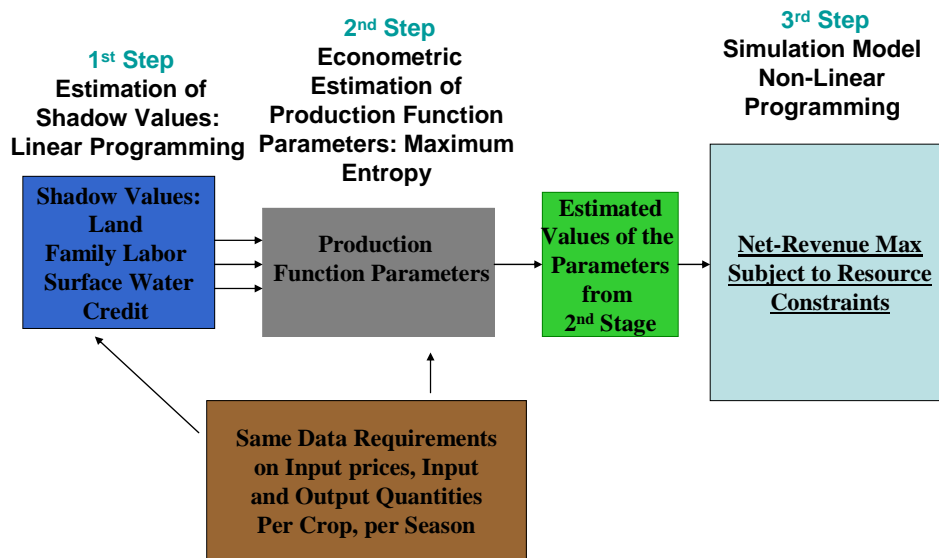 1st Step
Estimation of
Shadow Values:
Linear Programming
2nd Step
Econometric
Estimation of
Production Function
Parameters: Maximum
Entropy
3rd Step
Simulation Model
Non-Linear
Programming
Shadow Values:
Land
Family Labor
Surface Water
Credit
Production
Function Parameters
Estimated
Values of the
Parameters
from
2nd Stage
Net-Revenue Max
Subject to Resource
Constraints
Same Data Requirements
on Input prices, Input
and Output Quantities
Per Crop, per Season